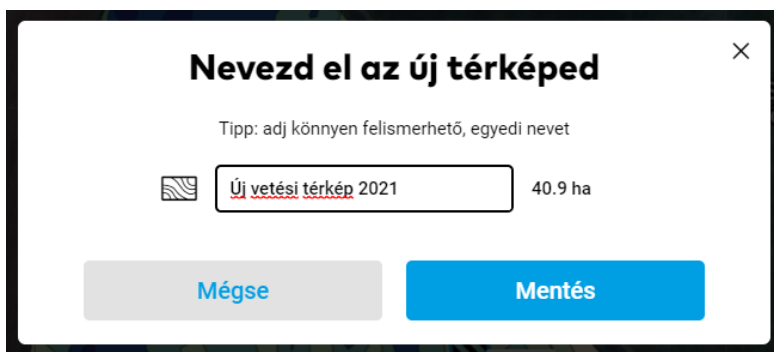 Nevezd el az új térképed
Tipp: adj könnyen felismerhető, egyedi nevet
Új vetési térkép 2021 40.9 ha
Mégse Mentés